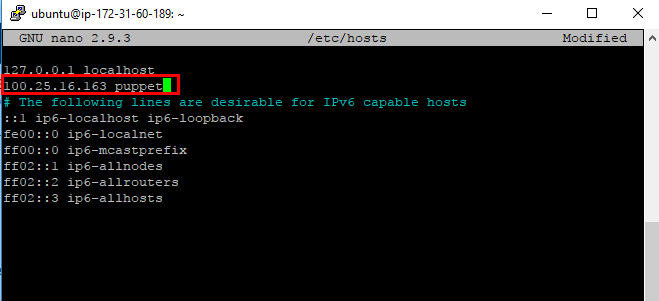 ubuntu@ip-172-31-60-189: ~
GNU nano 2.9.3 /etc/hosts Modified
127.0.0.1 localhost
100.25.16.163 puppet
# The following lines are desirable for IPv6 capable hosts
::1 ip6-localhost ip6-loopback
fe00::0 ip6-localnet
ff00::0 ip6-mcastprefix
ff02::1 ip6-allnodes
ff02::2 ip6-allrouters
ff02::3 ip6-allhosts